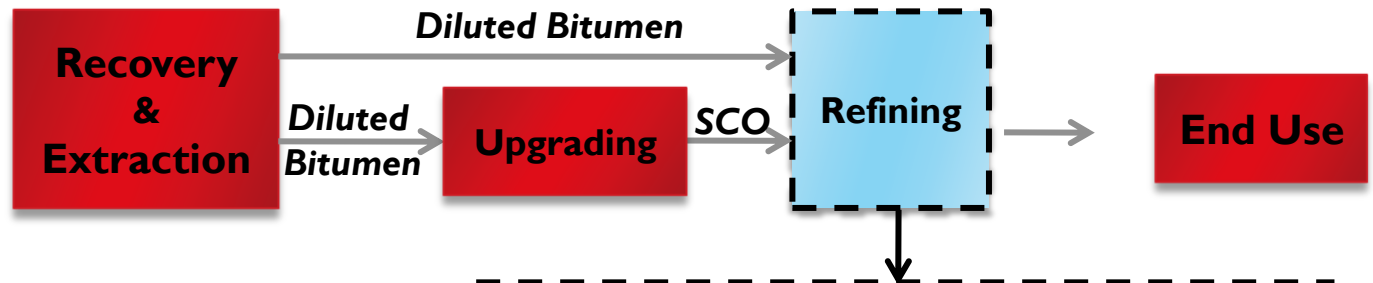 Diluted Bitumen
Recovery
&
Extraction
Diluted
Bitumen
Upgrading
SCO
Refining
End Use